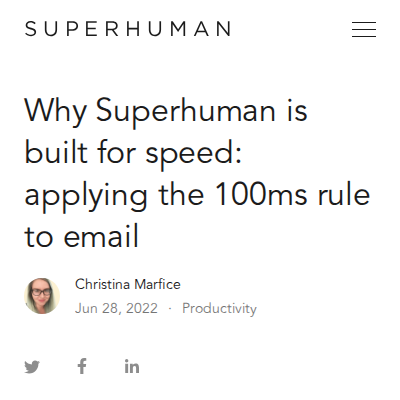 SUPERHUMAN
Why Superhuman is
built for speed:
applying the 100ms rule
to email
Christina Marfice
Jun 28, 2022 · Productivity